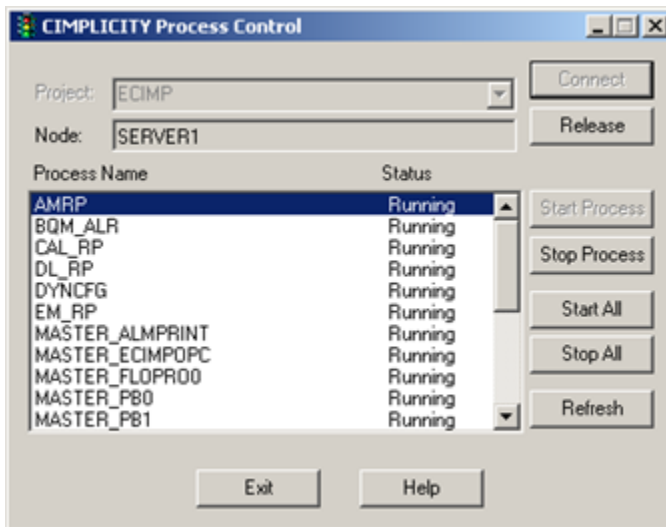 CIMPLICITY Process Control
Project: ECIMP
Connect
Node: SERVER1
Release
Process Name Status
AMRP Running
Start Process
BQM_ALR Running
CAL_RP Running
DL_RP Running
Stop Process
DYNCFG Running
EM_RP Running
Start All
MASTER_ALMPRINT Running
MASTER_ECIMPOPC Running
Stop All
MASTER_FLOPRO0 Running
MASTER_PB0 Running
Refresh
MASTER_PB1 Running
Exit Help